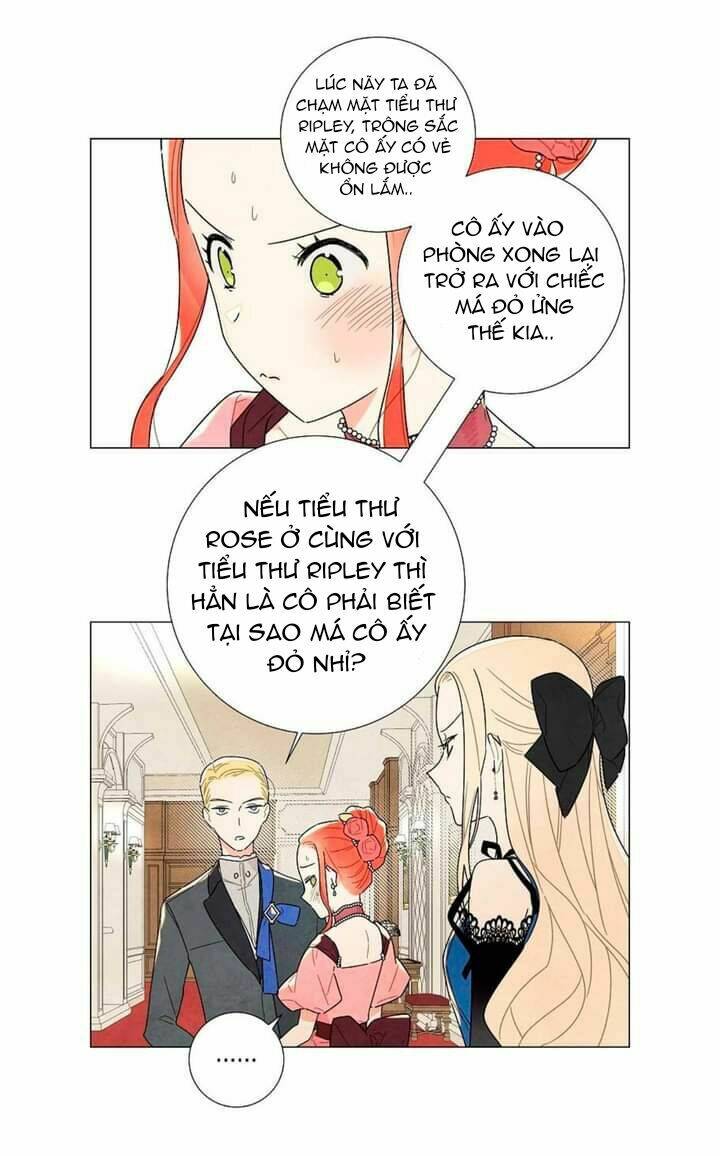 LÚC NÃY TA ĐÃ
CHẠM MẶT TIỂU THƯ
RIPLEY, TRÔNG SẮC
MẶT CÔ ẤY CÓ VẺ
KHÔNG ĐƯỢC
ỔN LẮM..
CÔ ẤY VÀO
PHÒNG XONG LẠI
TRỞ RA VỚI CHIẾC
MÁ ĐỎ ỬNG
THẾ KIA..
NẾU TIỂU THƯ
ROSE Ở CÙNG VỚI
TIỂU THƯ RIPLEY THÌ
HẲN LÀ CÔ PHẢI BIẾT
TẠI SAO MÁ CÔ ẤY
ĐỎ NHỈ?
......